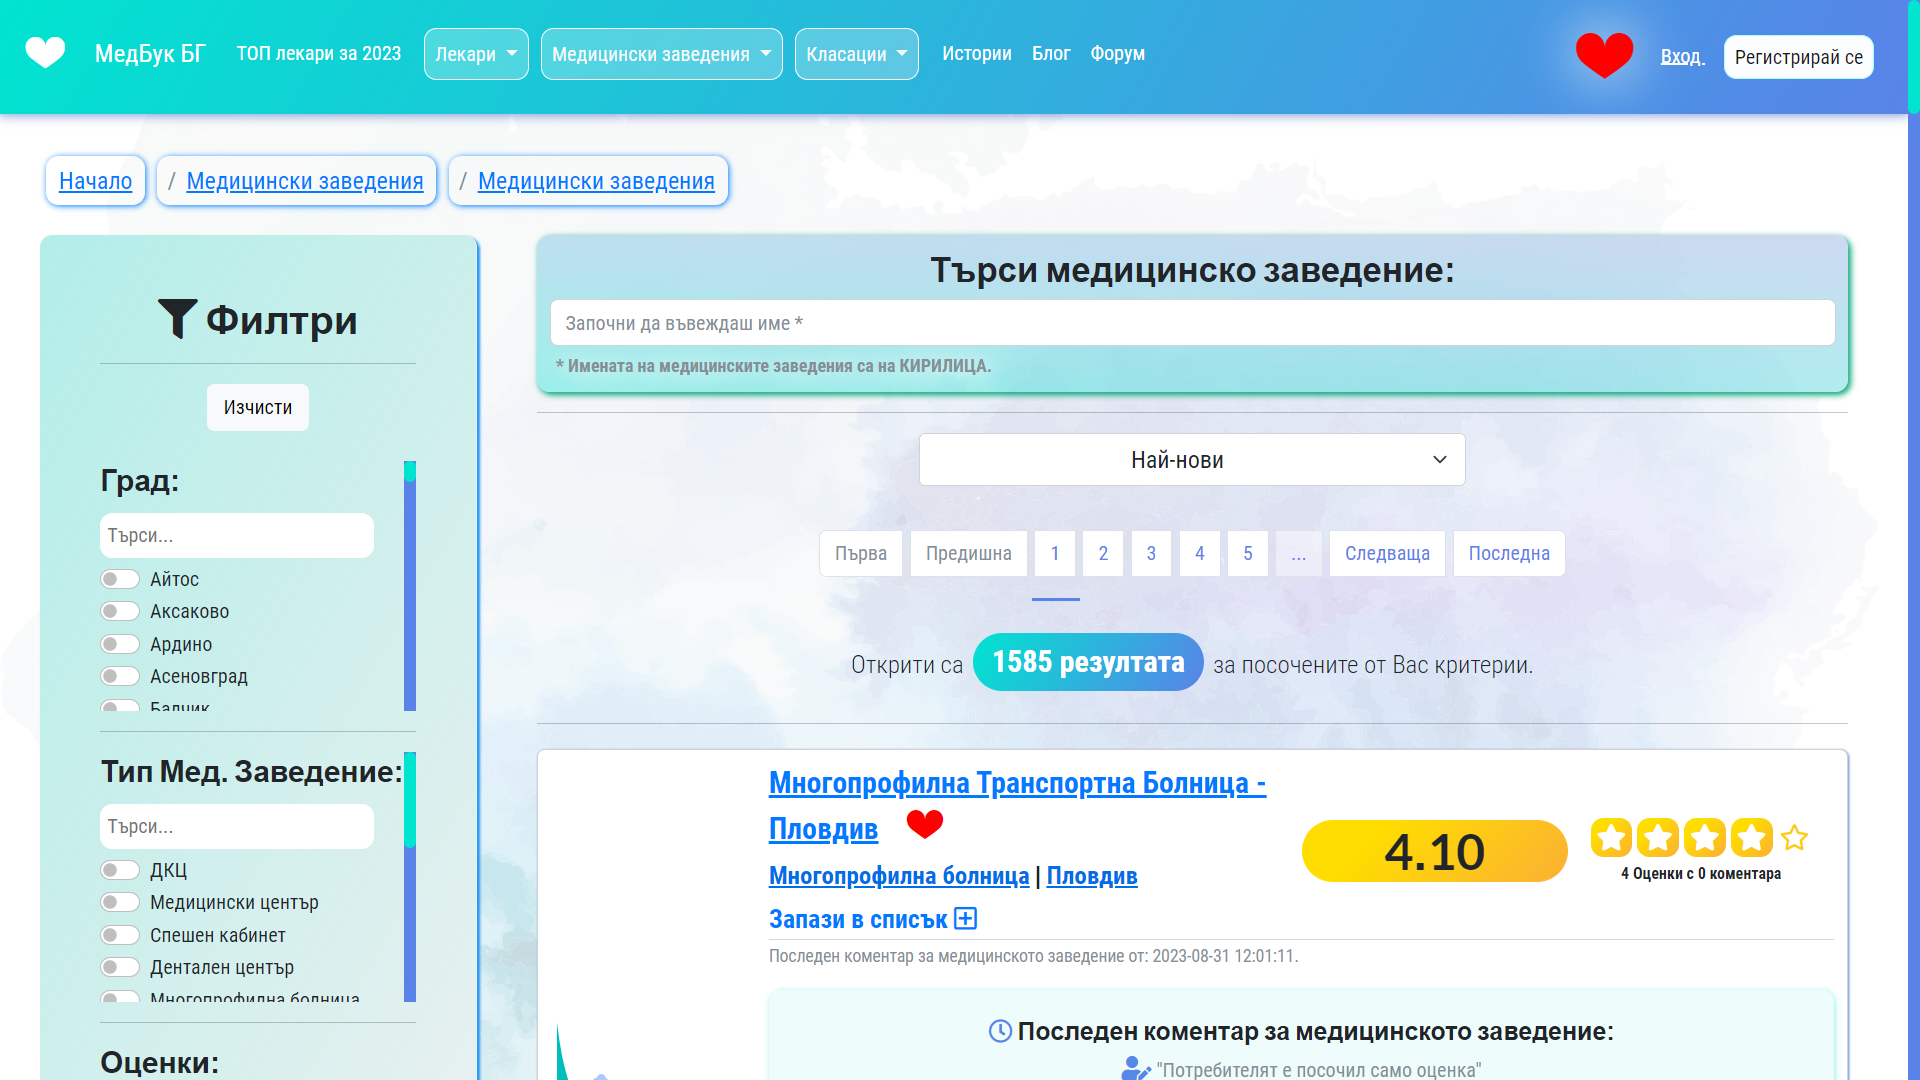 МедБук БГ ТОП лекари за 2023 Лекари Медицински заведения Класации Истории Блог Форум Вход Регистрирай се
Начало / Медицински заведения / Медицински заведения
Филтри
Изчисти
Град:
Търси...
Айтос
Аксаково
Ардино
Асеновград
Балчик
Тип Мед. Заведение:
Търси...
ДКЦ
Медицински център
Спешен кабинет
Дентален център
Многопрофилна болница
Оценки:
Търси медицинско заведение:
Започни да въвеждаш име *
* Имената на медицинските заведения са на КИРИЛИЦА.
Най-нови
Първа Предишна 1 2 3 4 5 ... Следваща Последна
Открити са 1585 резултата за посочените от Вас критерии.
Многопрофилна Транспортна Болница -
Пловдив
Многопрофилна болница | Пловдив
Запази в списък
4.10
4 Оценки с 0 коментара
Последен коментар за медицинското заведение от: 2023-08-31 12:01:11.
Последен коментар за медицинското заведение:
"Потребителят е посочил само оценка"